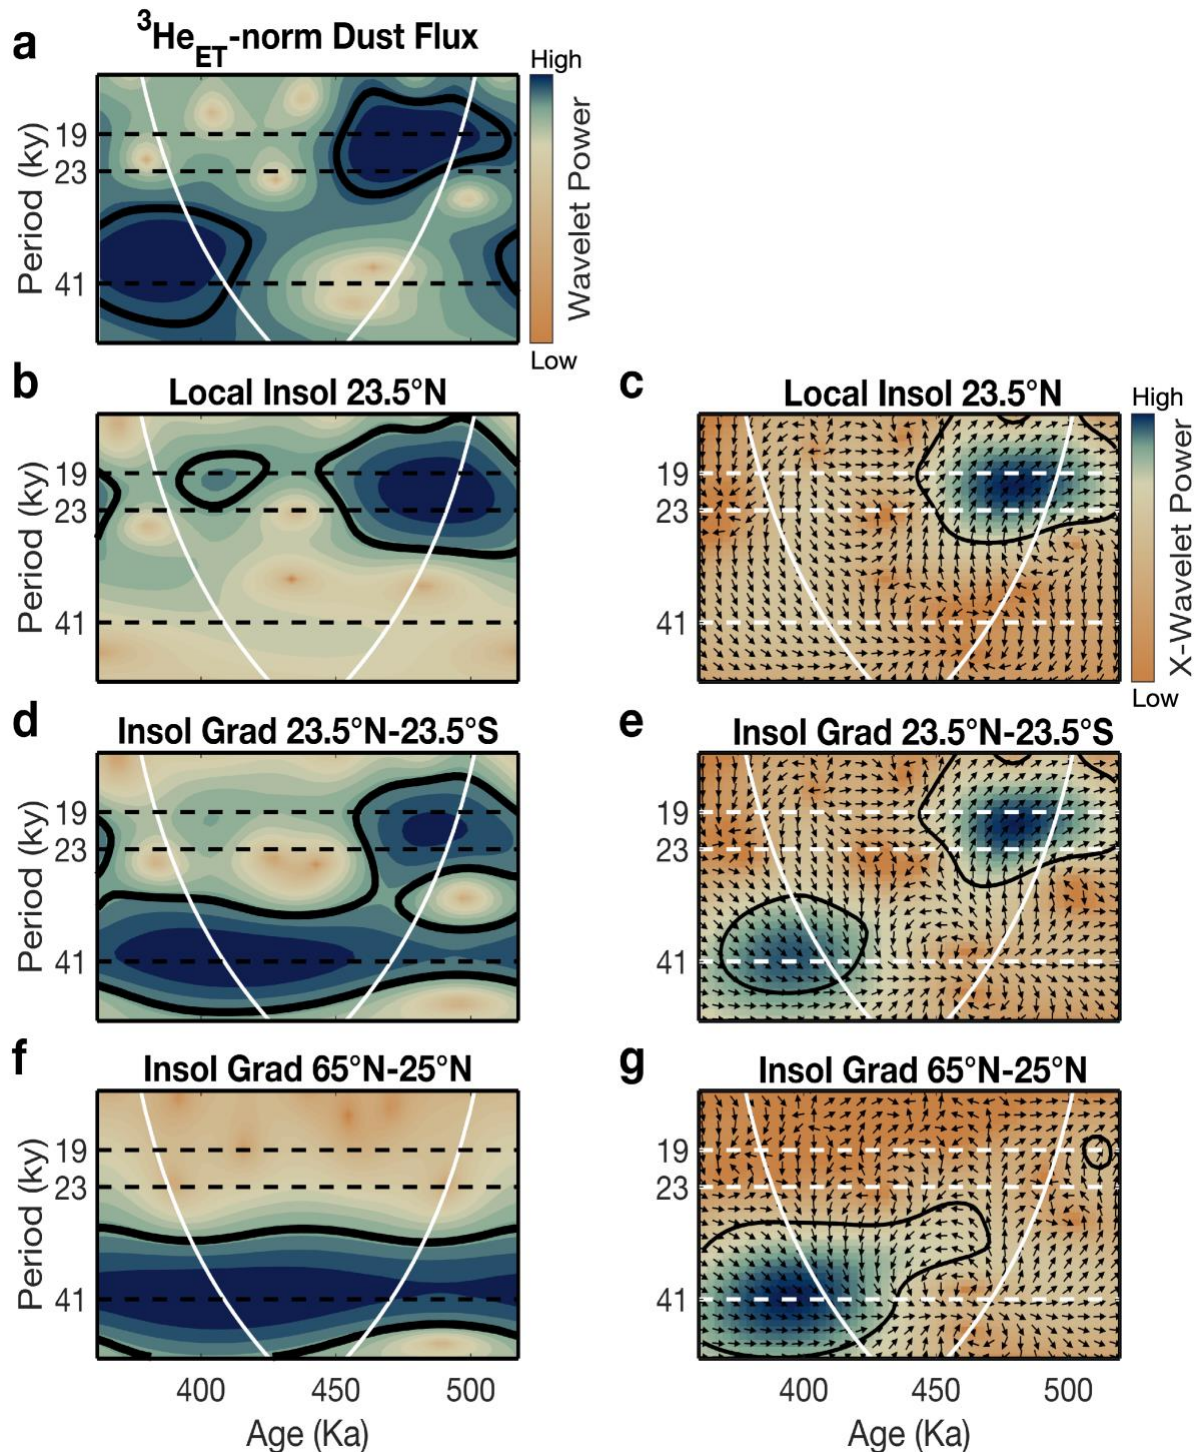 a
³HeET-norm Dust Flux
High
19
23
41
Period (ky)
Wavelet Power
Low
b
Local Insol 23.5°N
19
23
41
Period (ky)
c
Local Insol 23.5°N
High
19
23
41
X-Wavelet Power
Low
d
Insol Grad 23.5°N-23.5°S
19
23
41
Period (ky)
e
Insol Grad 23.5°N-23.5°S
19
23
41
f
Insol Grad 65°N-25°N
19
23
41
Period (ky)
400 450 500
Age (Ka)
g
Insol Grad 65°N-25°N
19
23
41
400 450 500
Age (Ka)